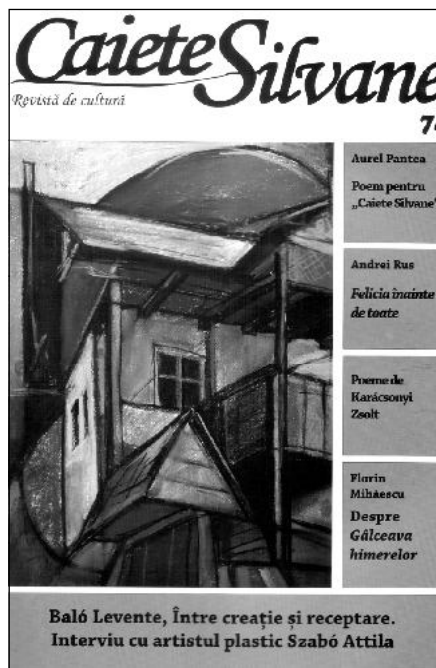 Caiete Silvane
Revistă de cultură
Aurel Pantea
Poem pentru
„Caiete Silvane”
Andrei Rus
Felicia înainte
de toate
Poeme de
Karácsonyi
Zsolt
Florin
Mihăescu
Despre
Gâlceava
himerelor
Baló Levente, Între creație și receptare.
Interviu cu artistul plastic Szabó Attila